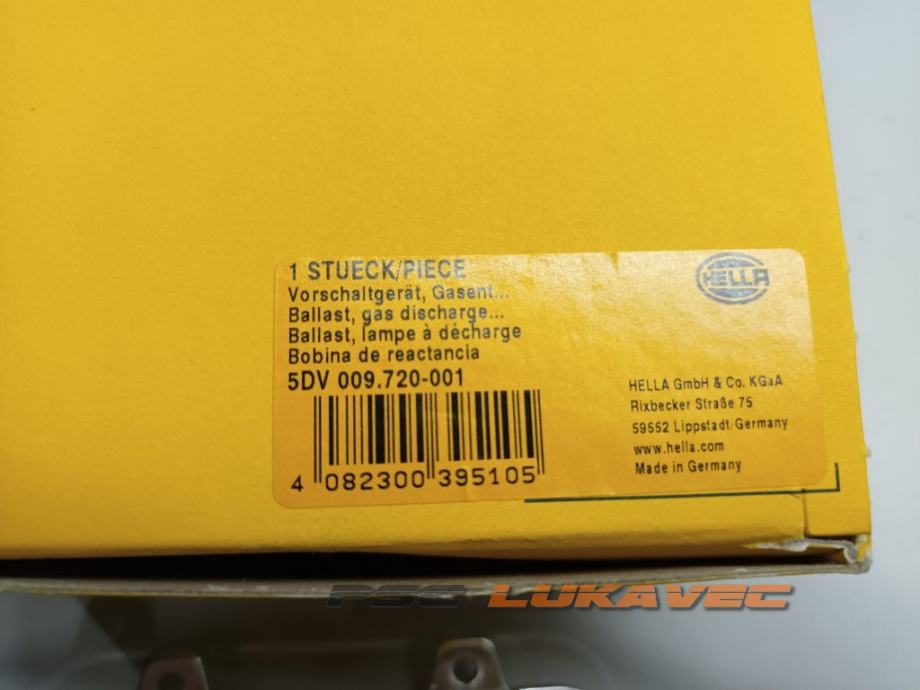 1 STUECK/PIECE
HELLA
Vorschaltgerät, Gasent...
Ballast, gas discharge...
Ballast, lampe à décharge
Bobina de reactancia
5DV 009.720-001
4 082300 395105
HELLA GmbH & Co. KGaA
Rixbecker Straße 75
59552 Lippstadt/Germany
www.hella.com
Made in Germany
PSC LUKAVEC